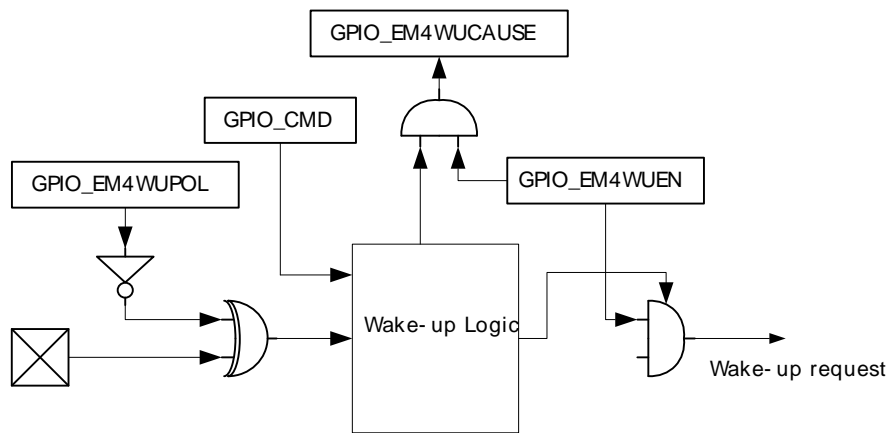 GPIO_EM4WUCAUSE
GPIO_CMD
GPIO_EM4WUPOL
GPIO_EM4WUEN
Wake-up Logic
Wake-up request